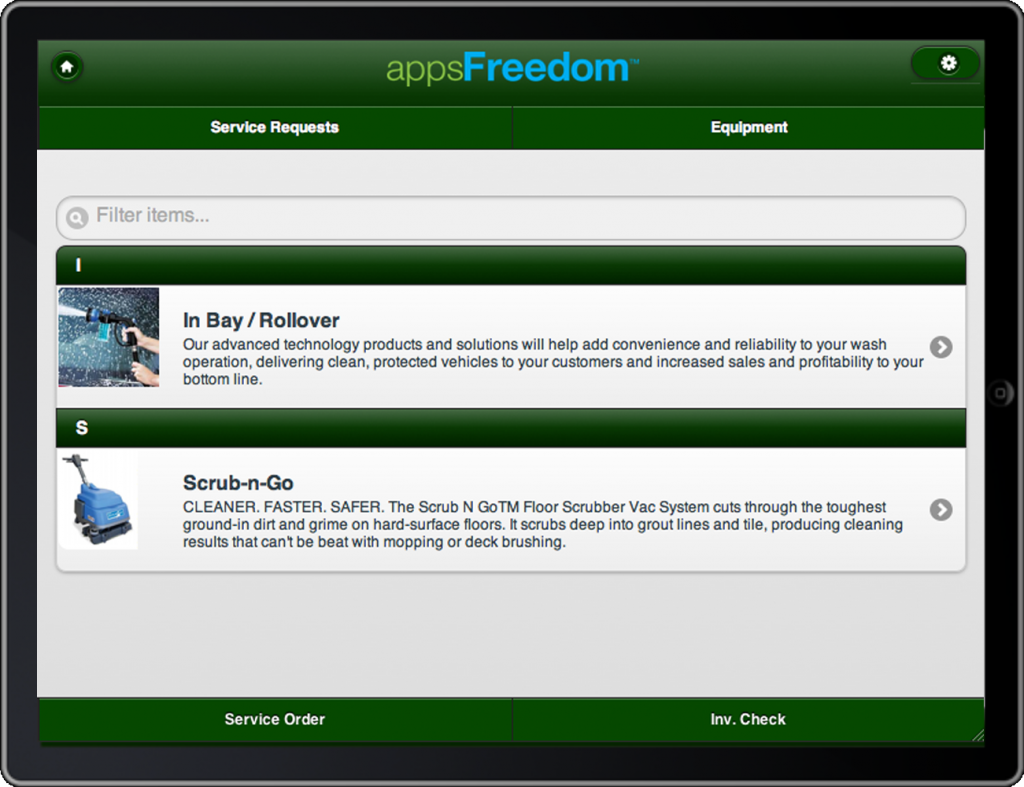 appsFreedom™
Service Requests
Equipment
Filter items...
I
In Bay / Rollover
Our advanced technology products and solutions will help add convenience and reliability to your wash
operation, delivering clean, protected vehicles to your customers and increased sales and profitability to your
bottom line.
S
Scrub-n-Go
CLEANER. FASTER. SAFER. The Scrub N GoTM Floor Scrubber Vac System cuts through the toughest
ground-in dirt and grime on hard-surface floors. It scrubs deep into grout lines and tile, producing cleaning
results that can't be beat with mopping or deck brushing.
Service Order
Inv. Check